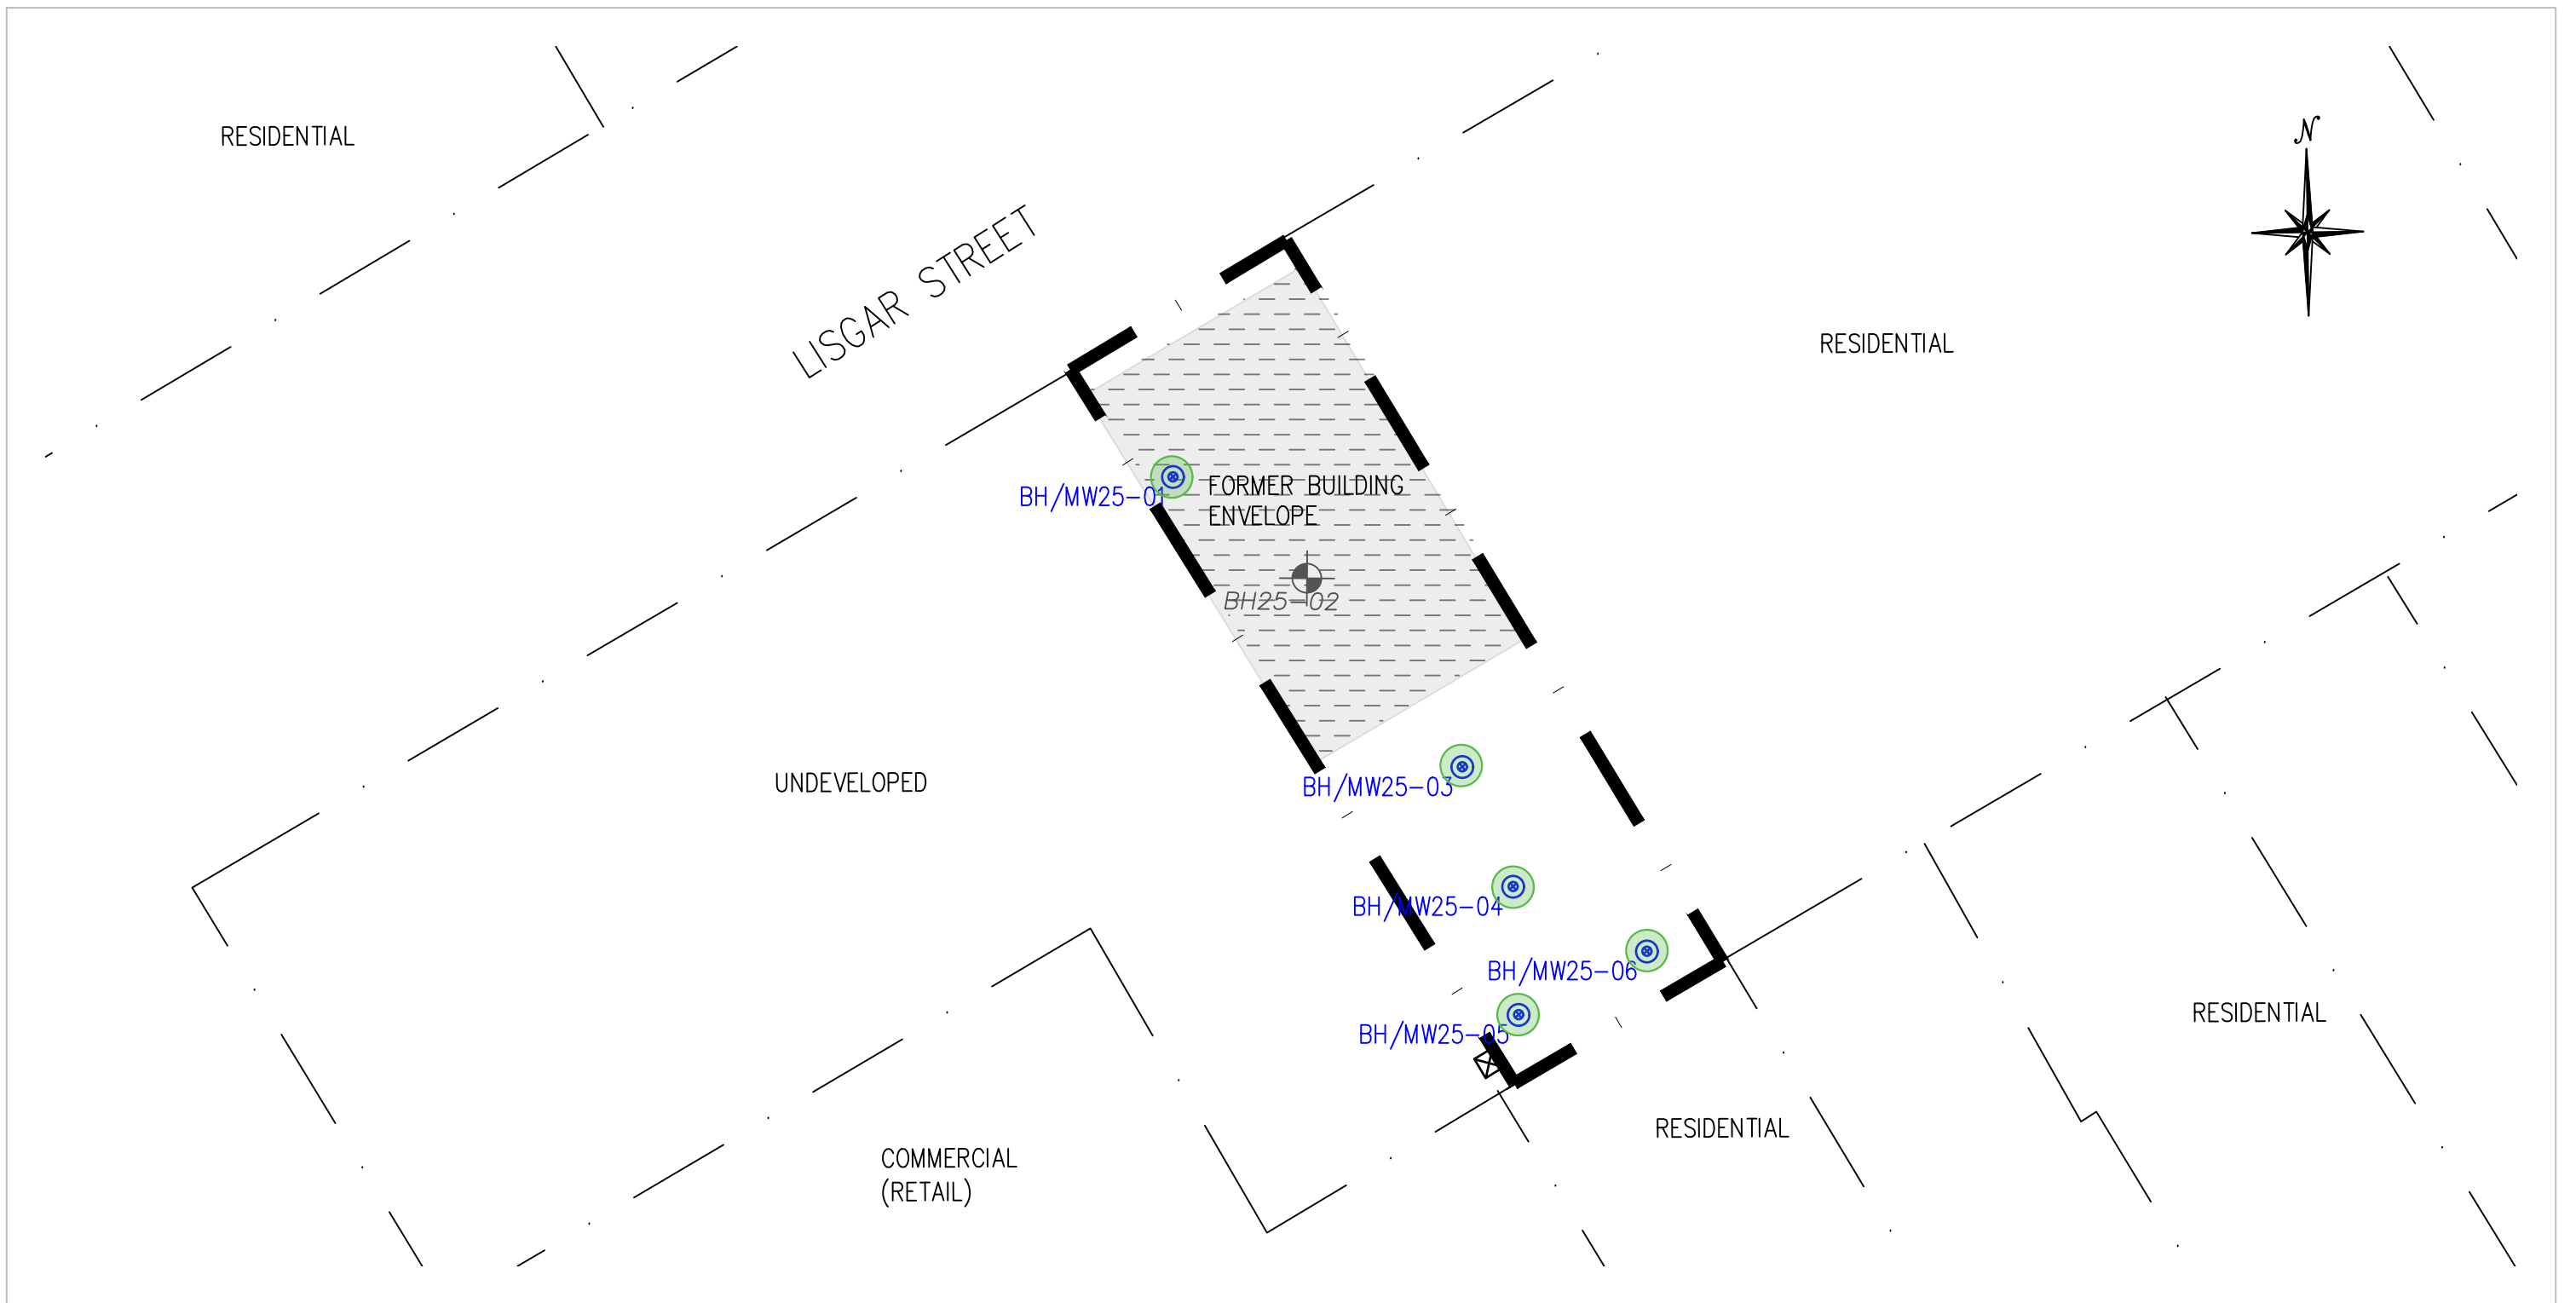 RESIDENTIAL
N
LISGAR STREET
RESIDENTIAL
BH/MW25-01
FORMER BUILDING
ENVELOPE
BH25-02
UNDEVELOPED
BH/MW25-03
BH/MW25-04
BH/MW25-06
RESIDENTIAL
BH/MW25-05
RESIDENTIAL
COMMERCIAL
(RETAIL)